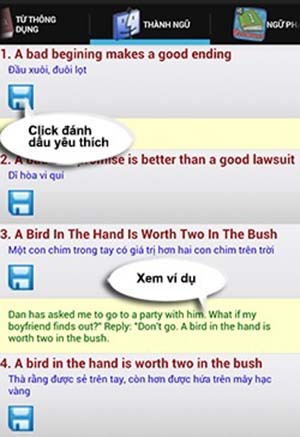 TỪ THÔNG
DỤNG
THÀNH NGỮ
NGỮ PH
1. A bad begining makes a good ending
Đầu xuôi, đuôi lọt
Click đánh
dấu yêu thích
2. A bad is better than a good lawsuit
Dĩ hòa vi quí
3. A Bird In The Hand Is Worth Two In The Bush
Một con chim trong tay có giá trị hơn hai con chim trên trời
Xem ví dụ
Dan has asked me to go to a party with him. What if my
boyfriend finds out?" Reply: "Don't go. A bird in the hand is
worth two in the bush.
4. A bird in the hand is worth two in the bush
Thà rằng được sẻ trên tay, còn hơn được hứa trên mây hạc
vàng